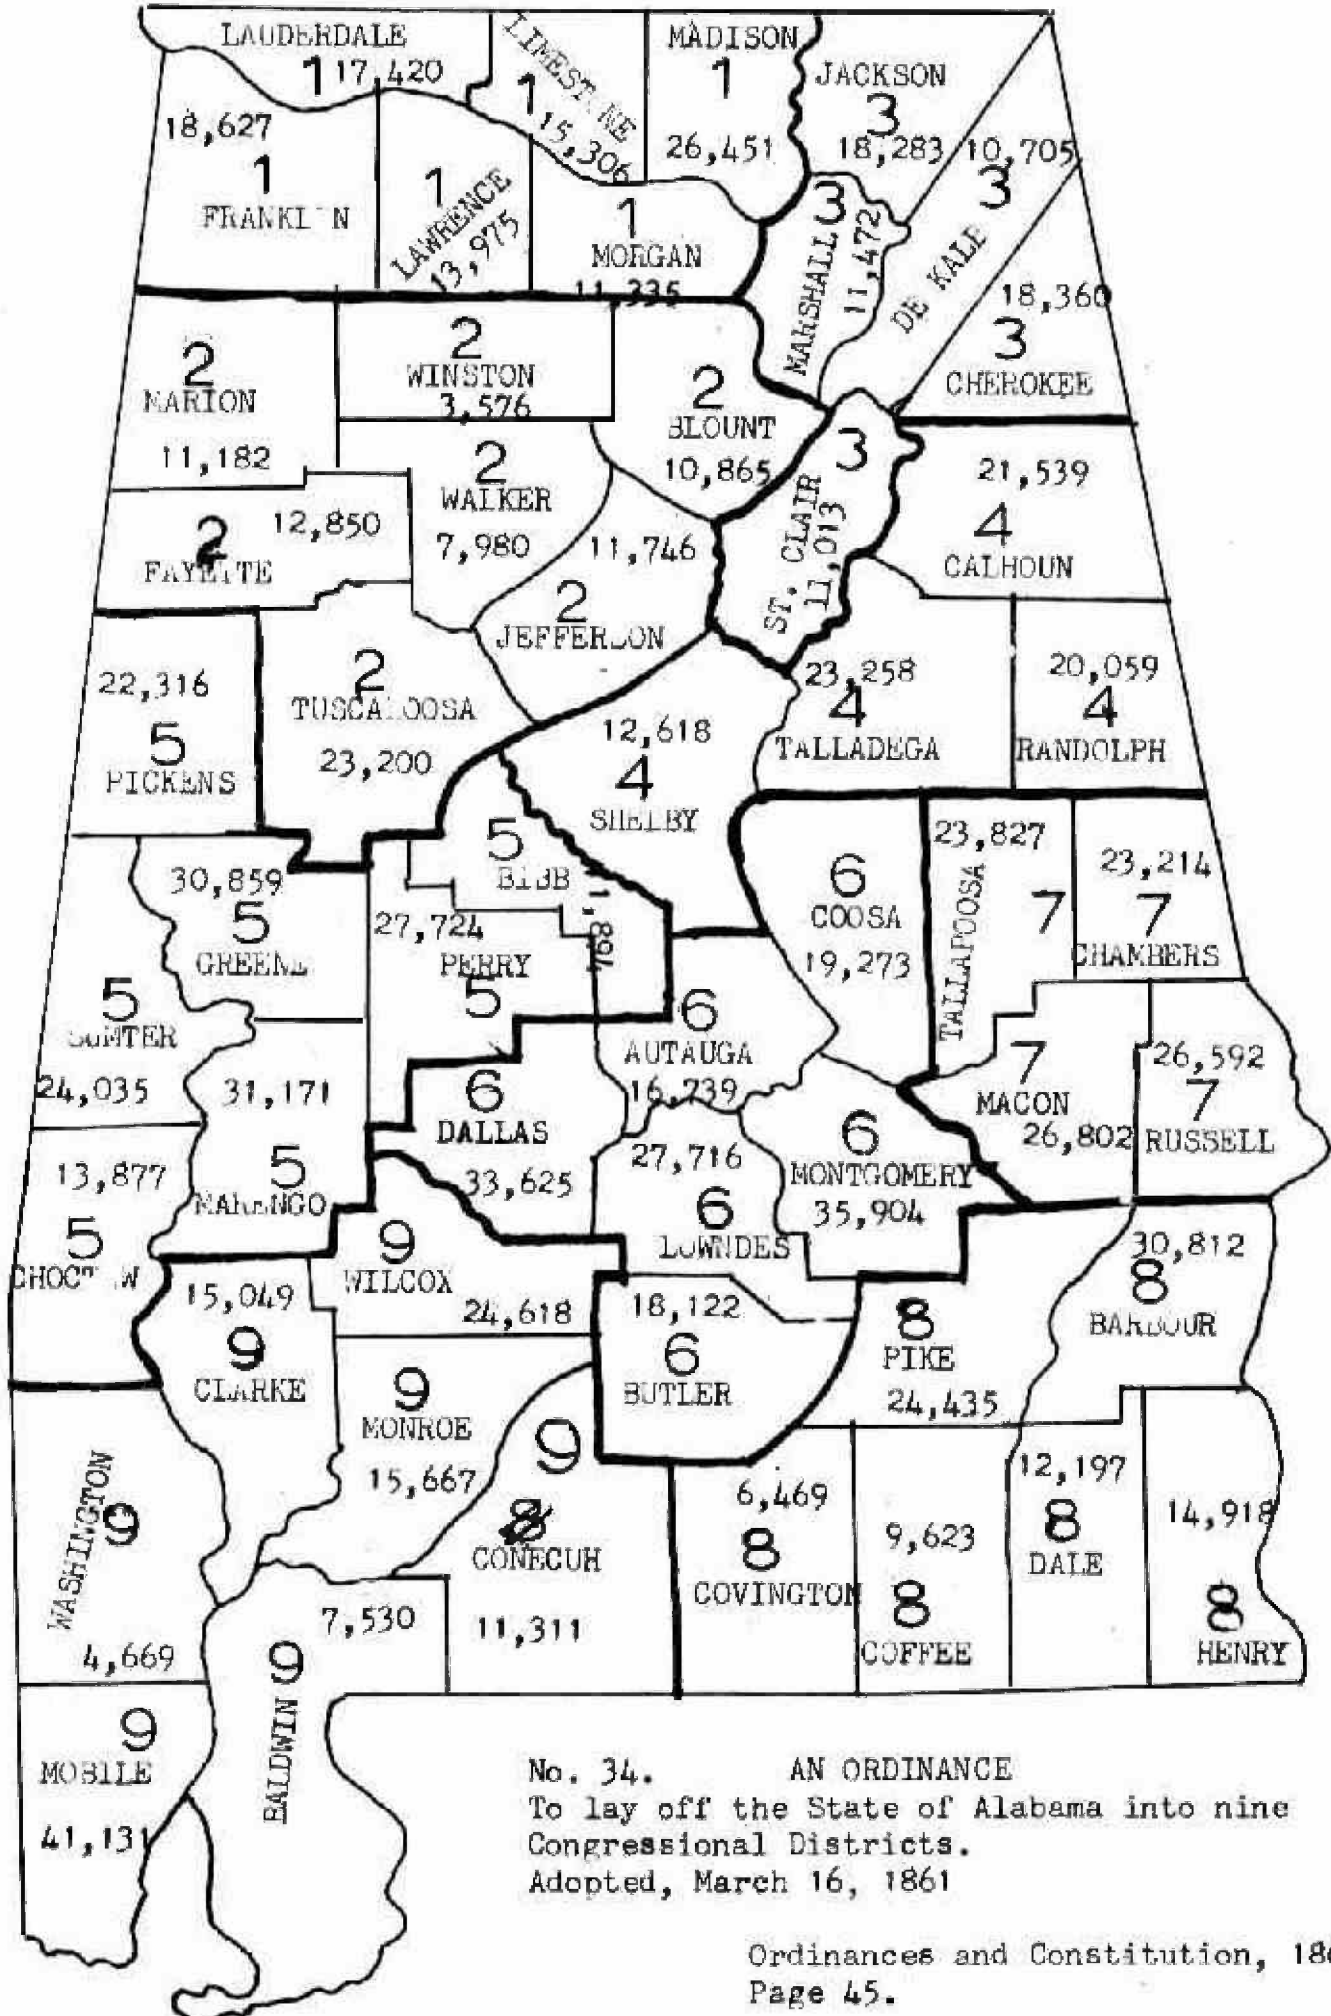 LAUDERDALE
1 17,420
LIMEST NE
1
15,306
MADISON
1
26,451
JACKSON
3
18,283
10,705
3
DE KALB
18,627
1
FRANKL N
1
LAWRENCE
13,975
1
MORGAN
11,335
MARSHALL 3
11,472
18,360
3
CHEROKEE
2
MARION
11,182
2
WINSTON
3,576
2
BLOUNT
10,865
2
WALKER
7,980
3
ST. CLAIR
11,013
21,539
4
CALHOUN
12,850
2
FAYETTE
11,746
2
JEFFERSON
22,316
5
PICKENS
2
TUSCALOOSA
23,200
12,618
4
SHELBY
23,258
4
TALLADEGA
20,059
4
RANDOLPH
5
BIBB
11,894
30,859
5
GREENE
27,724
PERRY
5
6
COOSA
19,273
23,827
TALLAPOOSA
7
23,214
7
CHAMBERS
5
SUMTER
24,035
31,171
5
MARENGO
6
AUTAUGA
16,739
6
DALLAS
33,625
27,716
6
LOWNDES
6
MONTGOMERY
35,904
7
MACON
26,802
26,592
7
RUSSELL
13,877
5
CHOCT W
15,049
9
CLARKE
9
WILCOX
24,618
18,122
6
BUTLER
8
PIKE
24,435
30,812
8
BARBOUR
9
MONROE
15,667
9
8
CONECUH
11,311
6,469
8
COVINGTON
9,623
8
COFFEE
12,197
8
DALE
14,918
8
HENRY
WASHINGTON
9
4,669
7,530
BALDWIN 9
9
MOBILE
41,131
No. 34. AN ORDINANCE
To lay off the State of Alabama into nine
Congressional Districts.
Adopted, March 16, 1861
Ordinances and Constitution,
Page 45.